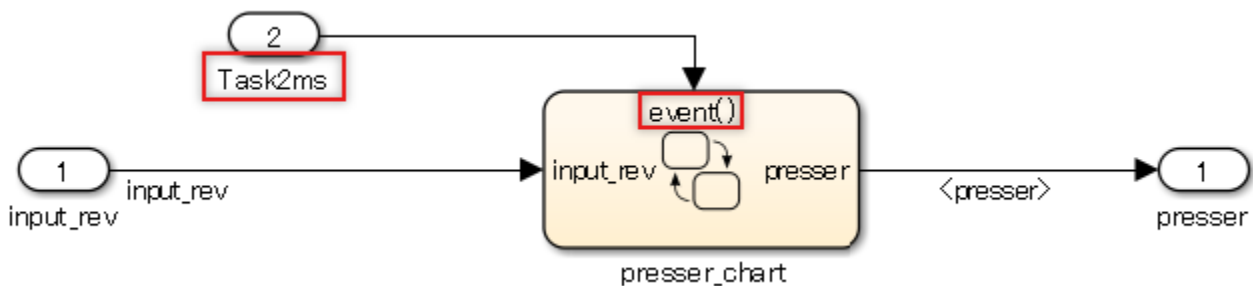 2
Task2ms
event()
1
input_rev
input_rev
input_rev
presser
<presser>
1
presser
presser_chart